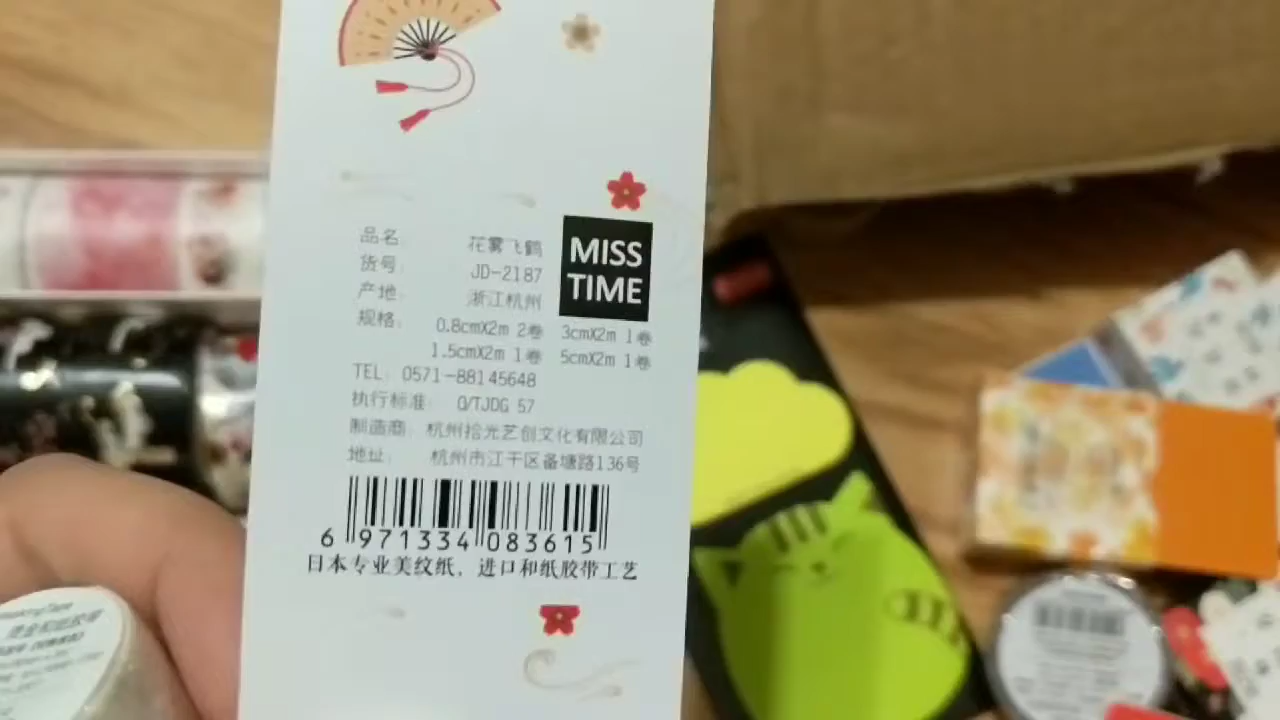 品名: 花雾飞鹤
货号: JD-2187
产地: 浙江杭州
MISS
TIME
规格: 0.8cmX2m 2卷 3cmX2m 1卷
1.5cmX2m 1卷 5cmX2m 1卷
TEL: 0571-88145648
执行标准: Q/TJDG 57
制造商: 杭州拾光艺创文化有限公司
地址: 杭州市江干区备塘路136号
6 971334 083615
日本专业美纹纸、进口和纸胶带工艺